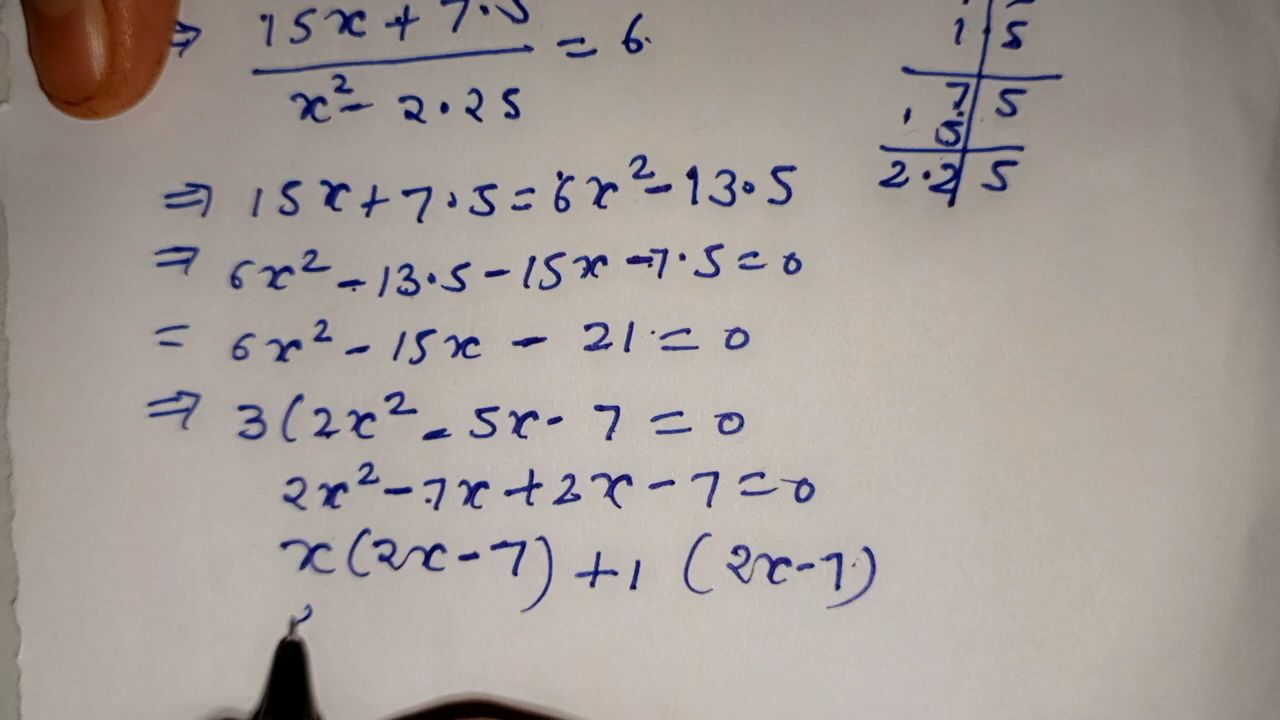 ⇒ 15x + 7.5 = 6
x² - 2.25
⇒ 15x + 7.5 = 6x² - 13.5
⇒ 6x² - 13.5 - 15x - 7.5 = 0
= 6x² - 15x - 21 = 0
⇒ 3(2x² - 5x - 7 = 0
2x² - 7x + 2x - 7 = 0
x(2x - 7) + 1 (2x - 7)
1 5
7 5
2.2 5